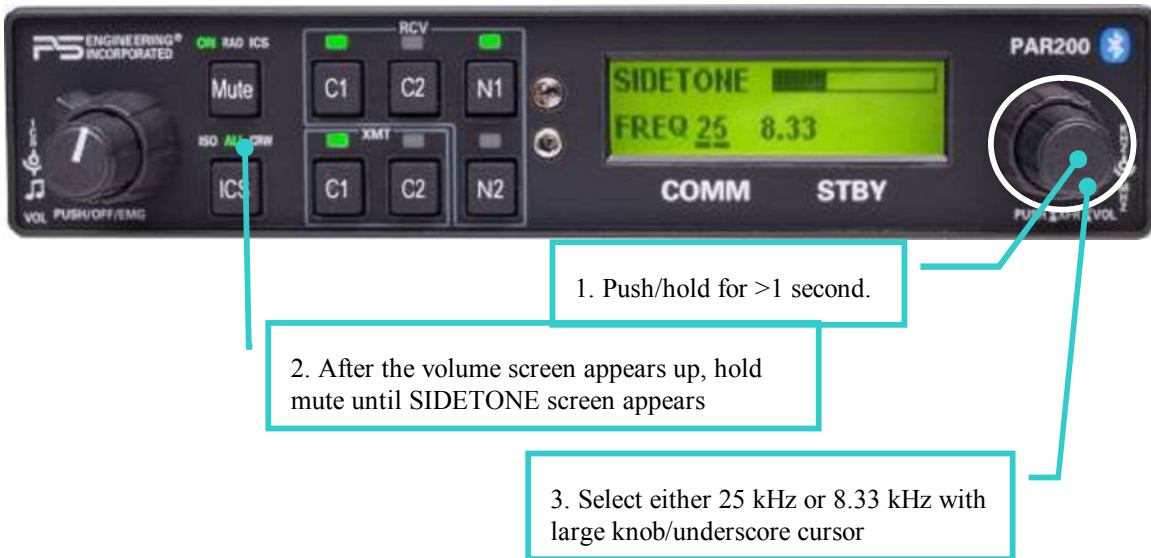 PS ENGINEERING®
INCORPORATED
ON RAD ICS
Mute
ISO ALL CRW
ICS
VOL PUSH/OFF/EMG
RCV
C1 C2 N1
XMT
C1 C2 N2
SIDETONE
FREQ 25 8.33
COMM STBY
PAR200
PUSH XFR VOL
1. Push/hold for >1 second.
2. After the volume screen appears up, hold
mute until SIDETONE screen appears
3. Select either 25 kHz or 8.33 kHz with
large knob/underscore cursor